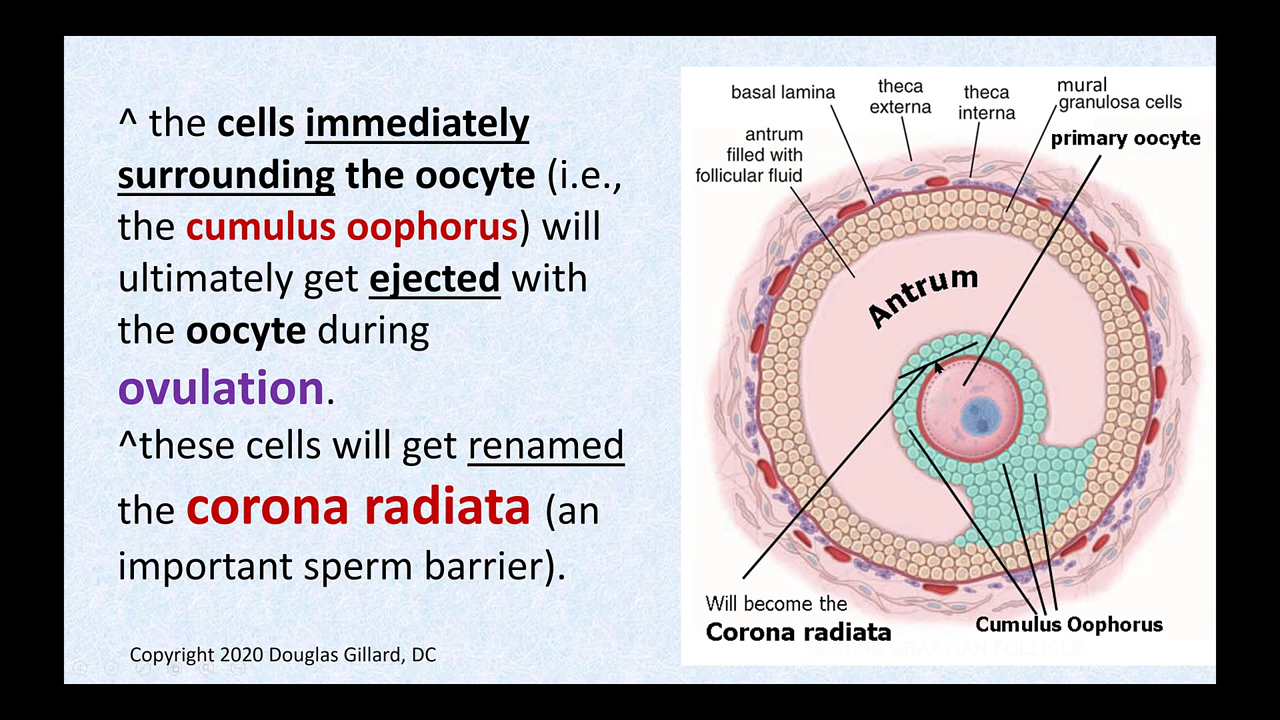 ^ the cells immediately
surrounding the oocyte (i.e.,
the cumulus oophorus) will
ultimately get ejected with
the oocyte during
ovulation.
^these cells will get renamed
the corona radiata (an
important sperm barrier).
Copyright 2020 Douglas Gillard, DC
basal lamina
theca
externa
theca
interna
mural
granulosa cells
primary oocyte
antrum
filled with
follicular fluid
Antrum
Will become the
Corona radiata
Cumulus Oophorus